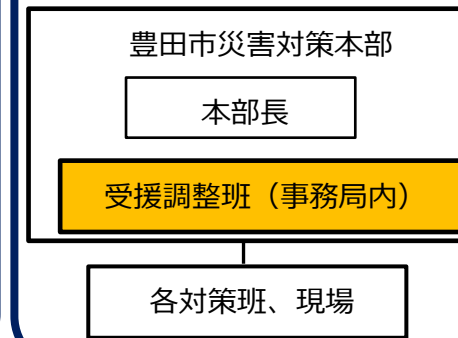 豊田市災害対策本部
本部長
受援調整班（事務局内）
各対策班、現場